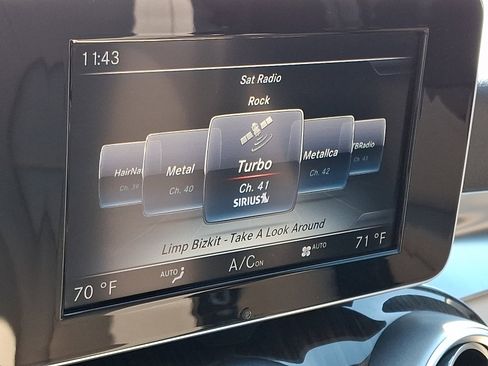 11:43
Sat Radio
Rock
HairNa
Ch. 39
Metal
Ch. 40
Turbo
Ch. 41
SIRIUS
Metallca
Ch. 42
TBRadio
Ch. 43
Limp Bizkit - Take A Look Around
70 °F
AUTO
A/C ON
AUTO
71 °F